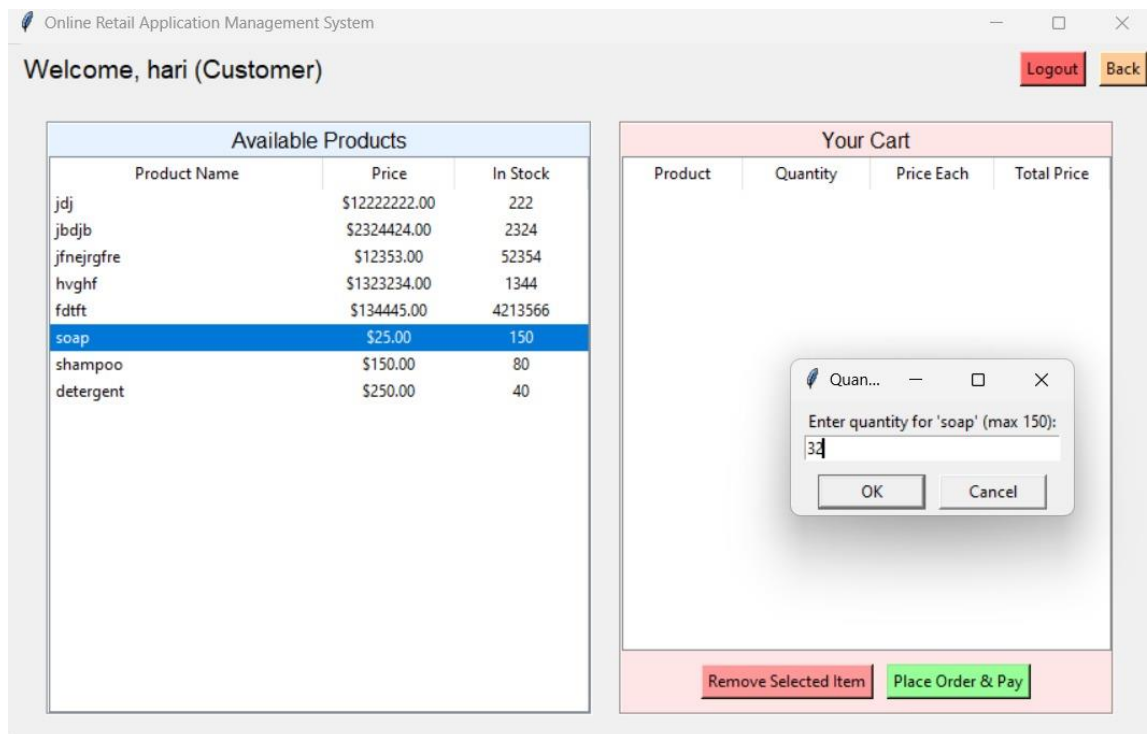 Online Retail Application Management System
Welcome, hari (Customer)
Logout
Back
Available Products
Product Name Price In Stock
jdj $12222222.00 222
jbdjb $2324424.00 2324
jfnejrgfre $12353.00 52354
hvghf $1323234.00 1344
fdtft $134445.00 4213566
soap $25.00 150
shampoo $150.00 80
detergent $250.00 40
Your Cart
Product Quantity Price Each Total Price
Quan...
Enter quantity for 'soap' (max 150):
32
OK Cancel
Remove Selected Item Place Order & Pay